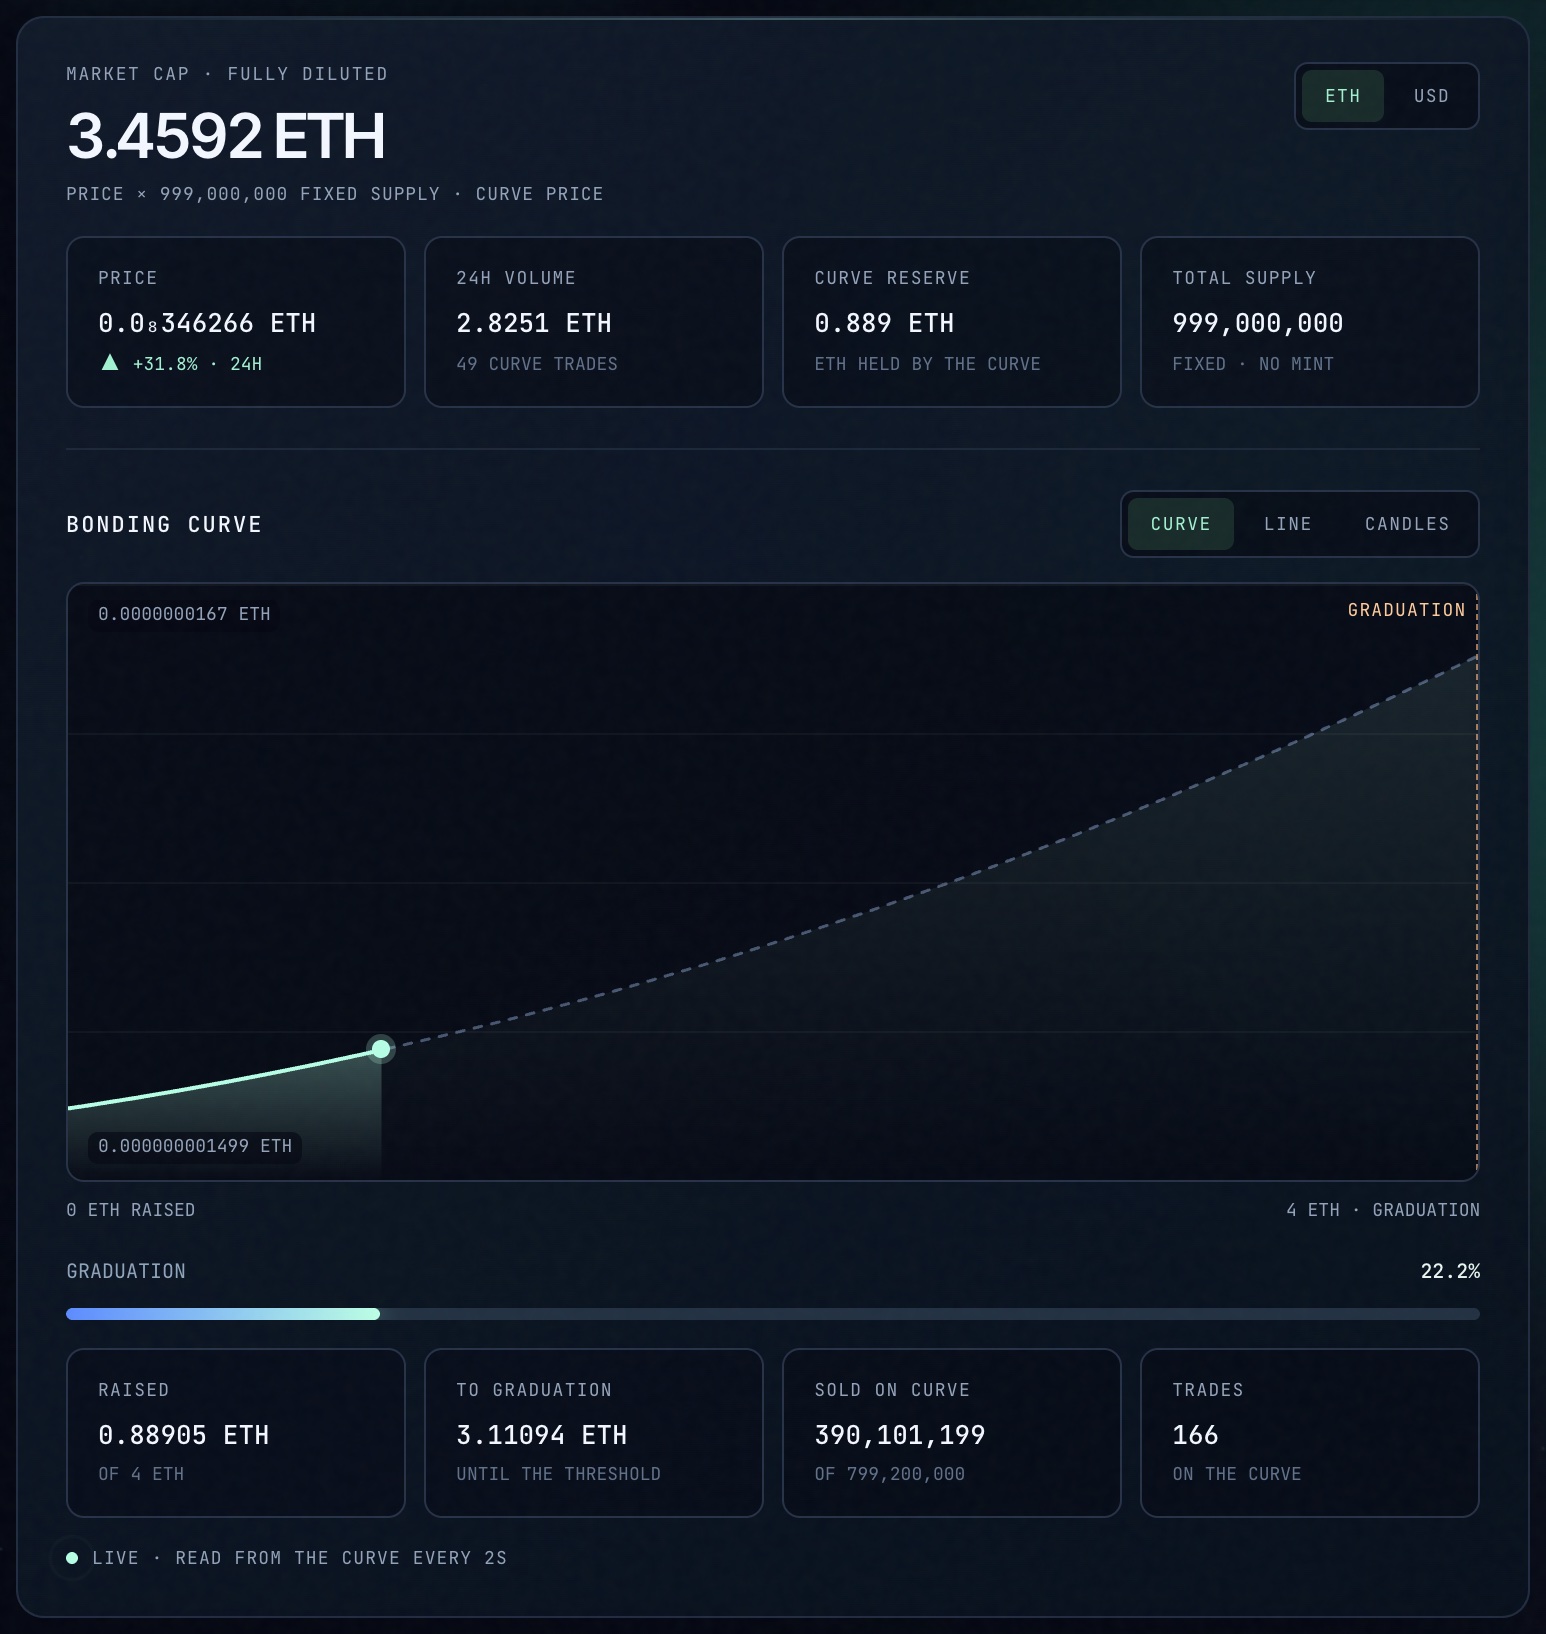 MARKET CAP · FULLY DILUTED
ETH USD
3.4592 ETH
PRICE × 999,000,000 FIXED SUPPLY · CURVE PRICE
PRICE
0.0₈346266 ETH
▲ +31.8% · 24H
24H VOLUME
2.8251 ETH
49 CURVE TRADES
CURVE RESERVE
0.889 ETH
ETH HELD BY THE CURVE
TOTAL SUPPLY
999,000,000
FIXED · NO MINT
BONDING CURVE
CURVE LINE CANDLES
0.0000000167 ETH
GRADUATION
0.000000001499 ETH
0 ETH RAISED
4 ETH · GRADUATION
GRADUATION
22.2%
RAISED
0.88905 ETH
OF 4 ETH
TO GRADUATION
3.11094 ETH
UNTIL THE THRESHOLD
SOLD ON CURVE
390,101,199
OF 799,200,000
TRADES
166
ON THE CURVE
LIVE · READ FROM THE CURVE EVERY 2S